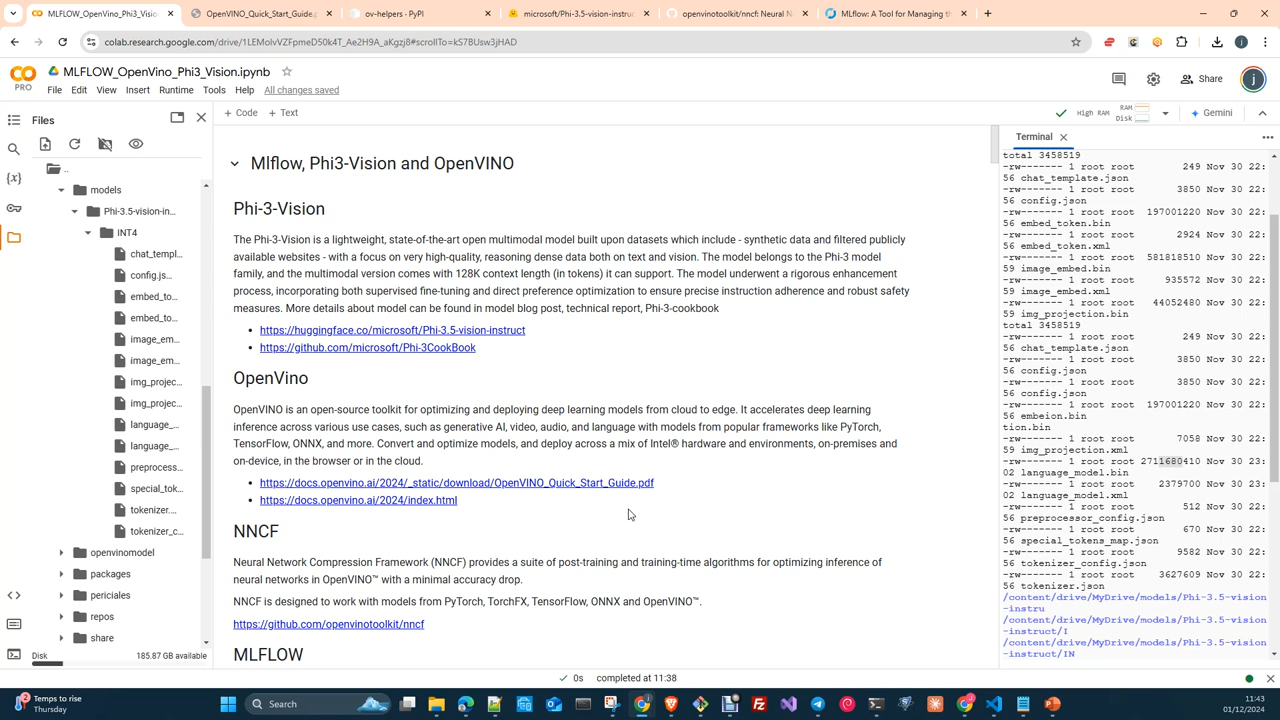 MLFLOW_OpenVino_Phi3_Vision
OpenVINO_Quick_Start_Guide.p
ov-helpers - PyPI
microsoft/Phi-3.5-vision-instruc
openvinotoolkit/nncf: Neural N
MLflow: A Tool for Managing th
colab.research.google.com/drive/1LEMolvVZFpmeD50k4T_Ae2H9A_aKgzj8#scrollTo=kS7BUsw3jHAD
CO
PRO
MLFLOW_OpenVino_Phi3_Vision.ipynb
File Edit View Insert Runtime Tools Help All changes saved
Share
j
Files
+ Code + Text
High RAM
RAM
Disk
Gemini
..
models
Phi-3.5-vision-in...
INT4
chat_templ...
config.js...
embed_to...
embed_to...
image_em...
image_em...
img_projec...
img_projec...
language_...
language_...
preprocess...
special_tok...
tokenizer....
tokenizer_c...
openvinomodel
packages
periciales
repos
share
Disk
185.87 GB available
Mlflow, Phi3-Vision and OpenVINO
Phi-3-Vision
The Phi-3-Vision is a lightweight, state-of-the-art open multimodal model built upon datasets which include - synthetic data and filtered publicly
available websites - with a focus on very high-quality, reasoning dense data both on text and vision. The model belongs to the Phi-3 model
family, and the multimodal version comes with 128K context length (in tokens) it can support. The model underwent a rigorous enhancement
process, incorporating both supervised fine-tuning and direct preference optimization to ensure precise instruction adherence and robust safety
measures. More details about model can be found in model blog post, technical report, Phi-3-cookbook
• https://huggingface.co/microsoft/Phi-3.5-vision-instruct
• https://github.com/microsoft/Phi-3CookBook
OpenVino
OpenVINO is an open-source toolkit for optimizing and deploying deep learning models from cloud to edge. It accelerates deep learning
inference across various use cases, such as generative AI, video, audio, and language with models from popular frameworks like PyTorch,
TensorFlow, ONNX, and more. Convert and optimize models, and deploy across a mix of Intel® hardware and environments, on-premises and
on-device, in the browser or in the cloud.
• https://docs.openvino.ai/2024/_static/download/OpenVINO_Quick_Start_Guide.pdf
• https://docs.openvino.ai/2024/index.html
NNCF
Neural Network Compression Framework (NNCF) provides a suite of post-training and training-time algorithms for optimizing inference of
neural networks in OpenVINO™ with a minimal accuracy drop.
NNCF is designed to work with models from PyTorch, TorchFX, TensorFlow, ONNX and OpenVINO™.
https://github.com/openvinotoolkit/nncf
MLFLOW
Terminal
total 3458519
-rw------- 1 root root 249 Nov 30 22:
56 chat_template.json
-rw------- 1 root root 3850 Nov 30 22:
56 config.json
-rw------- 1 root root 197001220 Nov 30 22:
56 embed_token.bin
-rw------- 1 root root 2924 Nov 30 22:
56 embed_token.xml
-rw------- 1 root root 581818510 Nov 30 22:
59 image_embed.bin
-rw------- 1 root root 935572 Nov 30 22:
59 image_embed.xml
-rw------- 1 root root 44052480 Nov 30 22:
59 img_projection.bin
total 3458519
-rw------- 1 root root 249 Nov 30 22:
56 chat_template.json
-rw------- 1 root root 3850 Nov 30 22:
56 config.json
-rw------- 1 root root 3850 Nov 30 22:
56 config.json
-rw------- 1 root root 197001220 Nov 30 22:
56 embeion.bin
tion.bin
-rw------- 1 root root 7058 Nov 30 22:
59 img_projection.xml
-rw------- 1 root root 2711680410 Nov 30 23:
02 language_model.bin
-rw------- 1 root root 2379700 Nov 30 23:
02 language_model.xml
-rw------- 1 root root 512 Nov 30 22:
56 preprocessor_config.json
-rw------- 1 root root 670 Nov 30 22:
56 special_tokens_map.json
-rw------- 1 root root 9582 Nov 30 22:
56 tokenizer_config.json
-rw------- 1 root root 3627609 Nov 30 22:
56 tokenizer.json
/content/drive/MyDrive/models/Phi-3.5-vision
-instru
/content/drive/MyDrive/models/Phi-3.5-vision
-instruct/I
/content/drive/MyDrive/models/Phi-3.5-vision
-instruct/IN
0s completed at 11:38
Temps to rise
Thursday
Search
11:43
01/12/2024